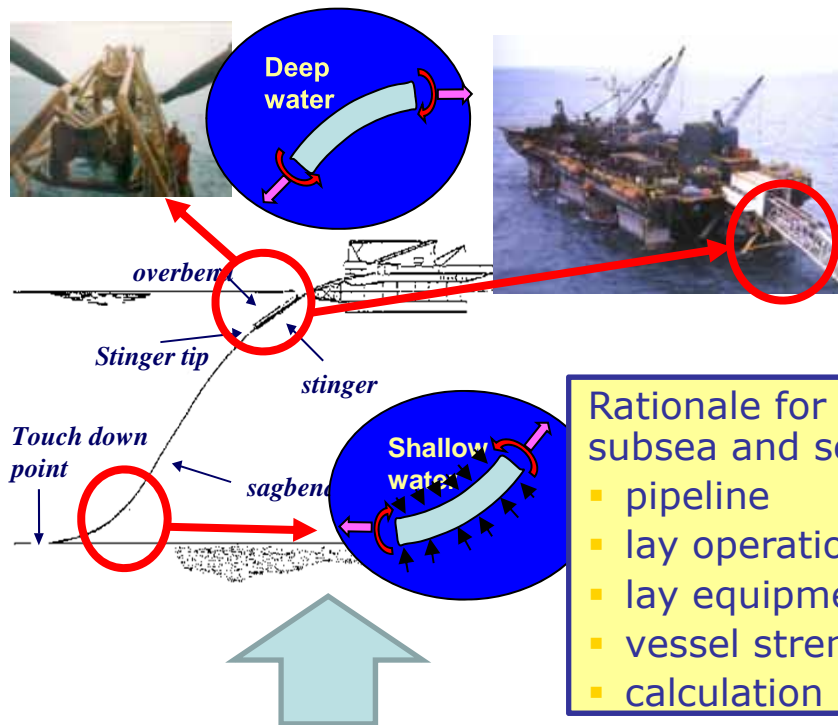 Deep
water
overbend
Stinger tip
stinger
Touch down
point
sagbend
Shallow
water
Rationale for
subsea and
▪ pipeline
▪ lay operatio
▪ lay equipme
▪ vessel stren
▪ calculation